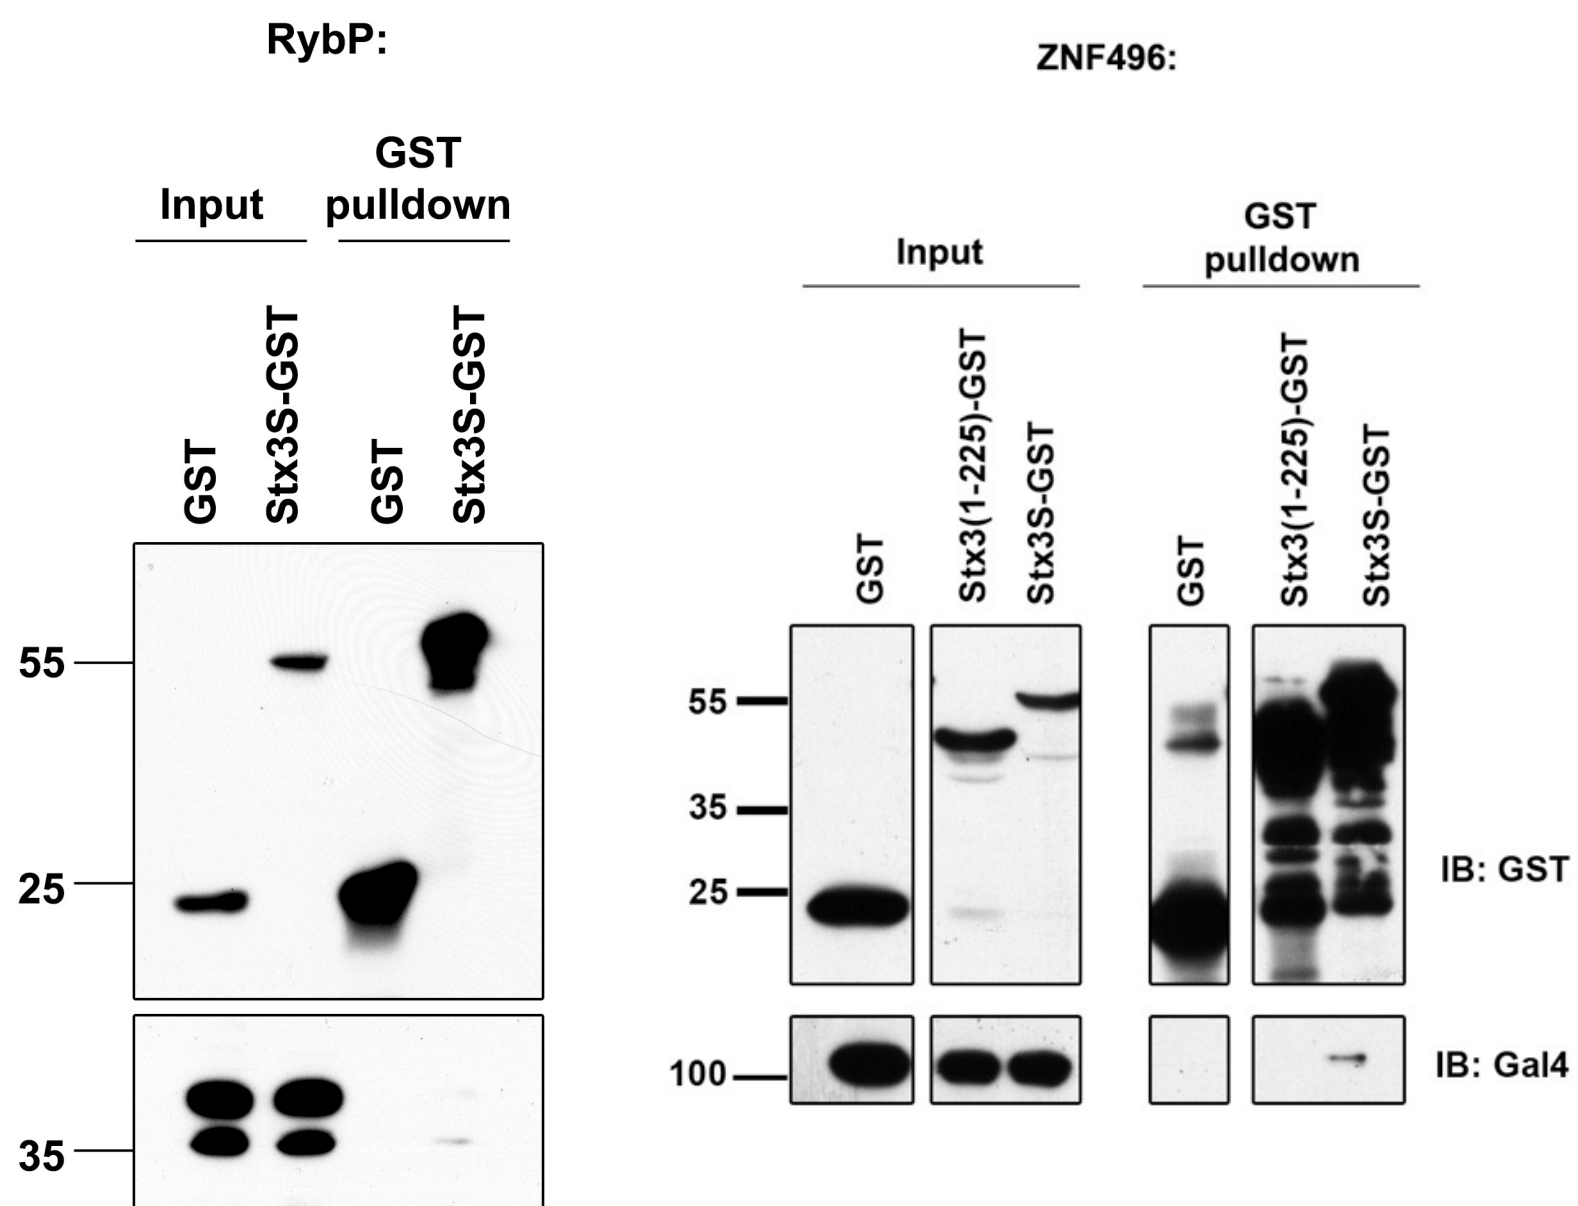 RybP:
GST
Input pulldown
GST Stx3S-GST GST Stx3S-GST
55
25
35
ZNF496:
GST
Input pulldown
GST Stx3(1-225)-GST Stx3S-GST GST Stx3(1-225)-GST Stx3S-GST
55
35
25
IB: GST
100
IB: Gal4